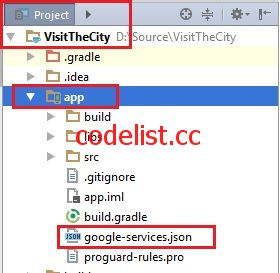 Project
VisitTheCity D:\Source\VisitTheCity
.gradle
.idea
app
build
libs
src
codelist.cc
.gitignore
app.iml
build.gradle
JSON google-services.json
proguard-rules.pro